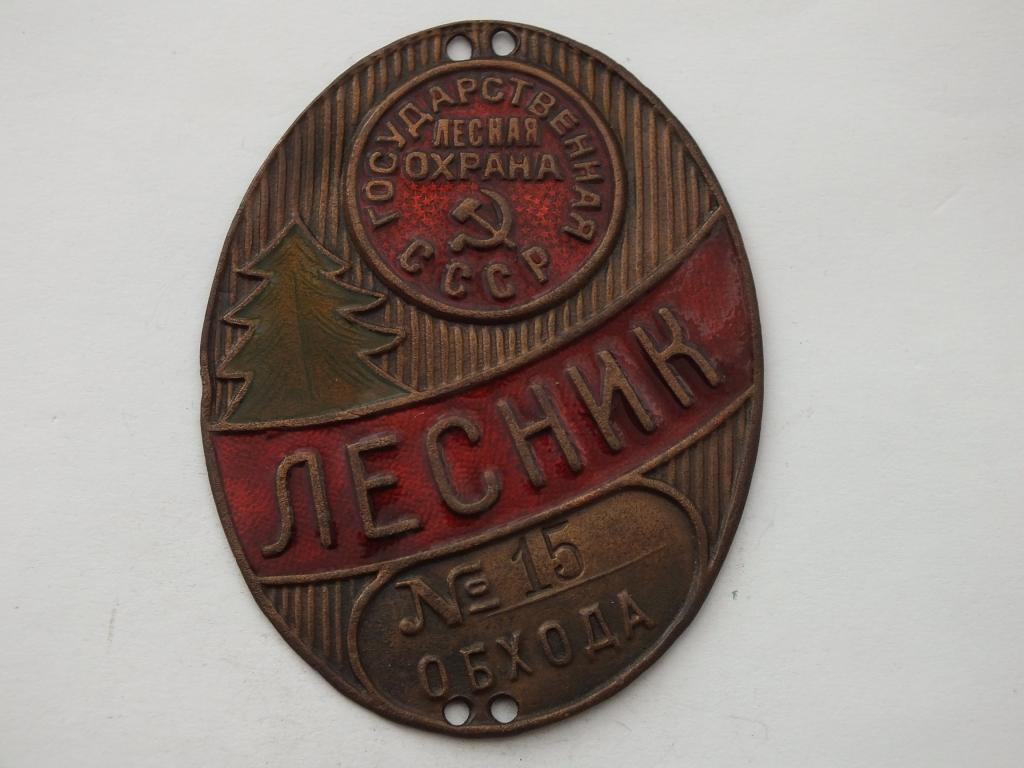 ГОСУДАРСТВЕННАЯ
ЛЕСНАЯ
ОХРАНА
СССР
ЛЕСНИК
№ 15
ОБХОДА